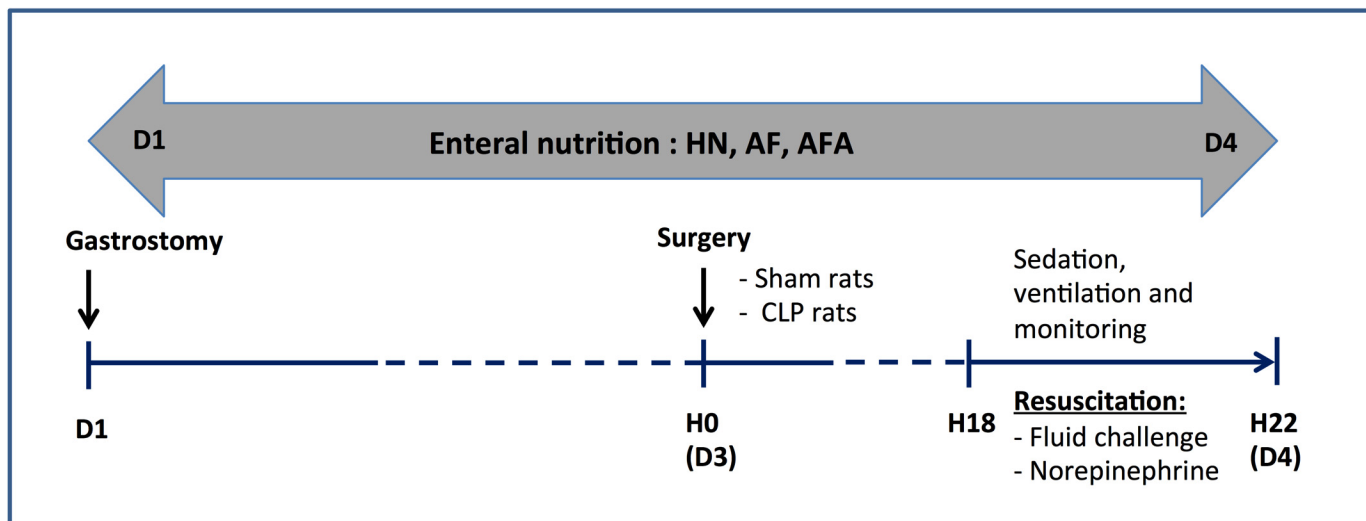 D1
Enteral nutrition : HN, AF, AFA
D4
Gastrostomy
Surgery
- Sham rats
- CLP rats
Sedation,
ventilation and
monitoring
D1
H0
(D3)
H18
Resuscitation:
- Fluid challenge
- Norepinephrine
H22
(D4)